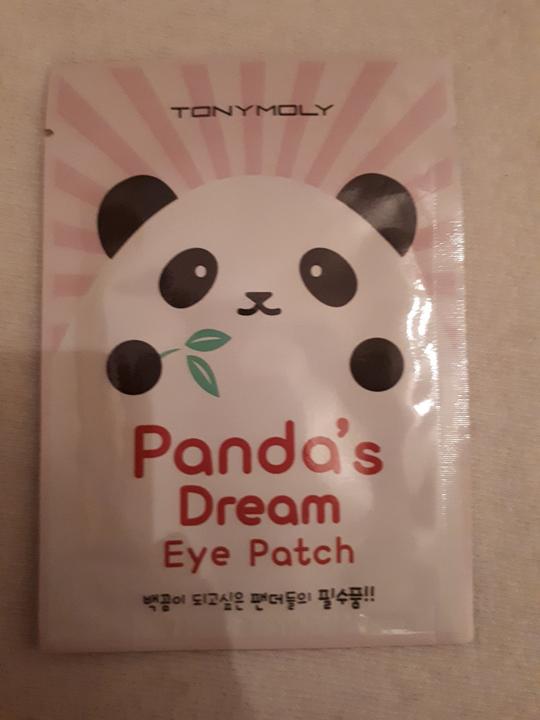 TONYMOLY
Panda's
Dream
Eye Patch
백곰이 되고싶은 팬더들의 필수품!!